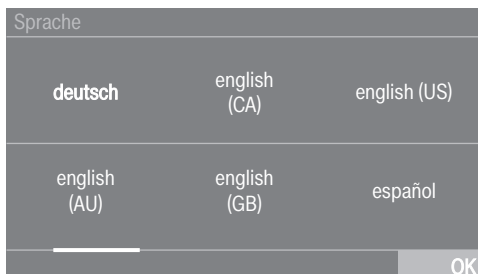 Sprache
deutsch
english
(CA)
english (US)
english
(AU)
english
(GB)
español
OK